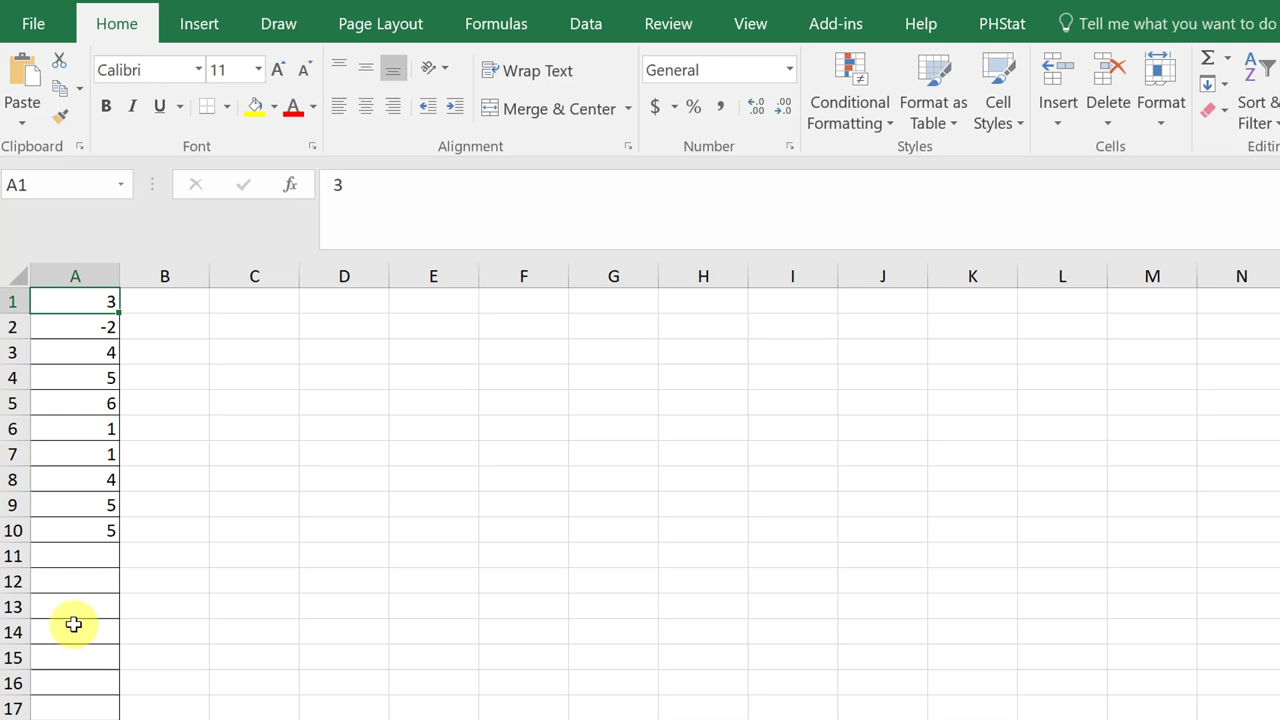 File Home Insert Draw Page Layout Formulas Data Review View Add-ins Help PHStat Tell me what you want to do
Calibri 11 Wrap Text General
Paste B I U Merge & Center $ % , Conditional Formatting Format as Table Cell Styles Insert Delete Format Sort & Filter
Clipboard Font Alignment Number Styles Cells Editi
A1 fx 3
A B C D E F G H I J K L M N
1 3
2 -2
3 4
4 5
5 6
6 1
7 1
8 4
9 5
10 5
11
12
13
14
15
16
17